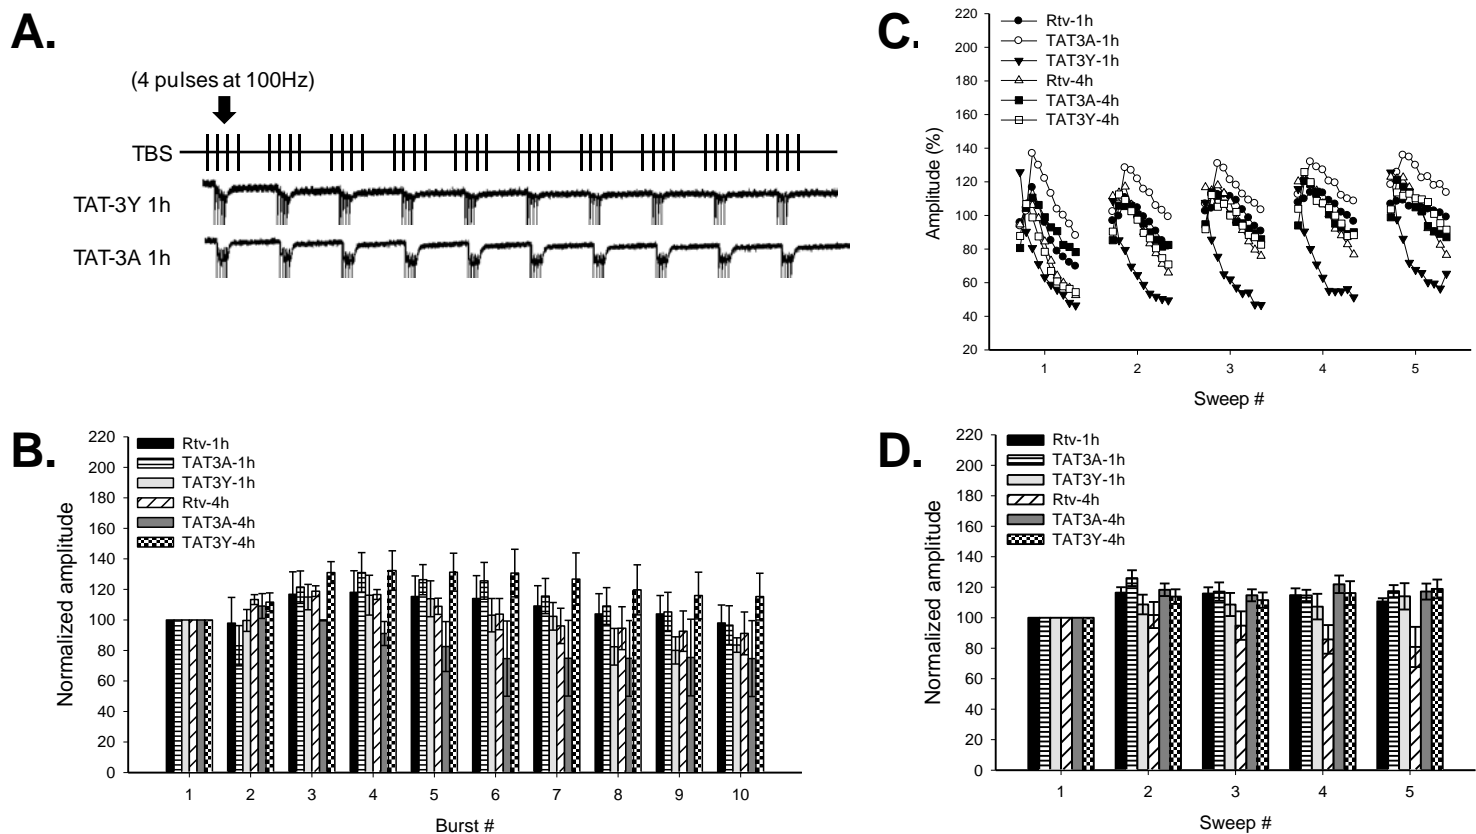 A.
(4 pulses at 100Hz)
TBS
TAT-3Y 1h
TAT-3A 1h
C.
220
200
180
160
140
120
100
80
60
40
20
Amplitude (%)
Rtv-1h
TAT3A-1h
TAT3Y-1h
Rtv-4h
TAT3A-4h
TAT3Y-4h
1 2 3 4 5
Sweep #
B.
220
200
180
160
140
120
100
80
60
40
20
0
Normalized amplitude
Rtv-1h
TAT3A-1h
TAT3Y-1h
Rtv-4h
TAT3A-4h
TAT3Y-4h
1 2 3 4 5 6 7 8 9 10
Burst #
D.
220
200
180
160
140
120
100
80
60
40
20
0
Normalized amplitude
Rtv-1h
TAT3A-1h
TAT3Y-1h
Rtv-4h
TAT3A-4h
TAT3Y-4h
1 2 3 4 5
Sweep #